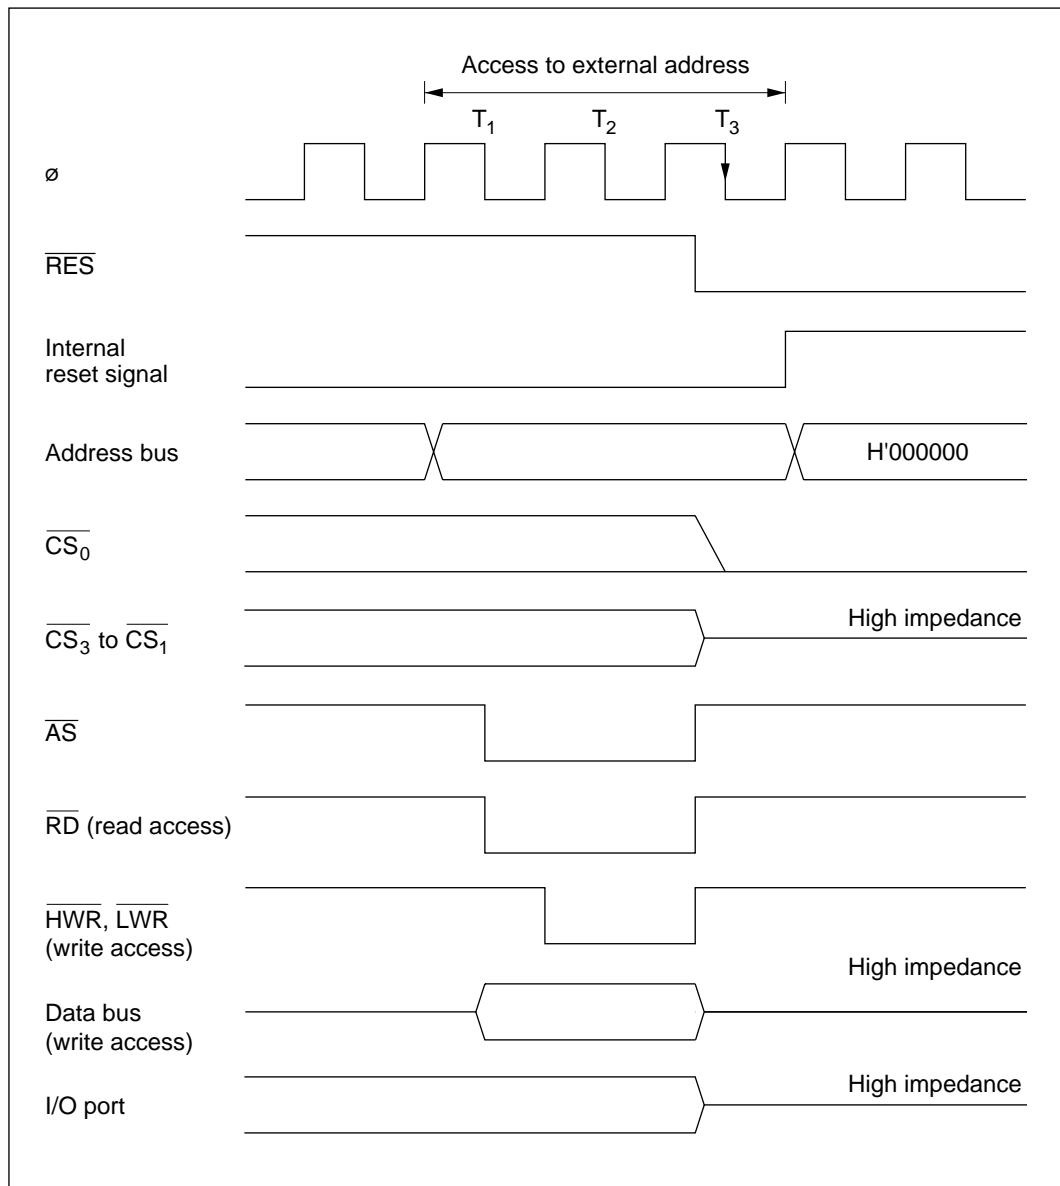 Access to external address
T1 T2 T3
ø
RES
Internal
reset signal
Address bus
H'000000
CS0
CS3 to CS1
High impedance
AS
RD (read access)
HWR, LWR
(write access)
High impedance
Data bus
(write access)
High impedance
I/O port